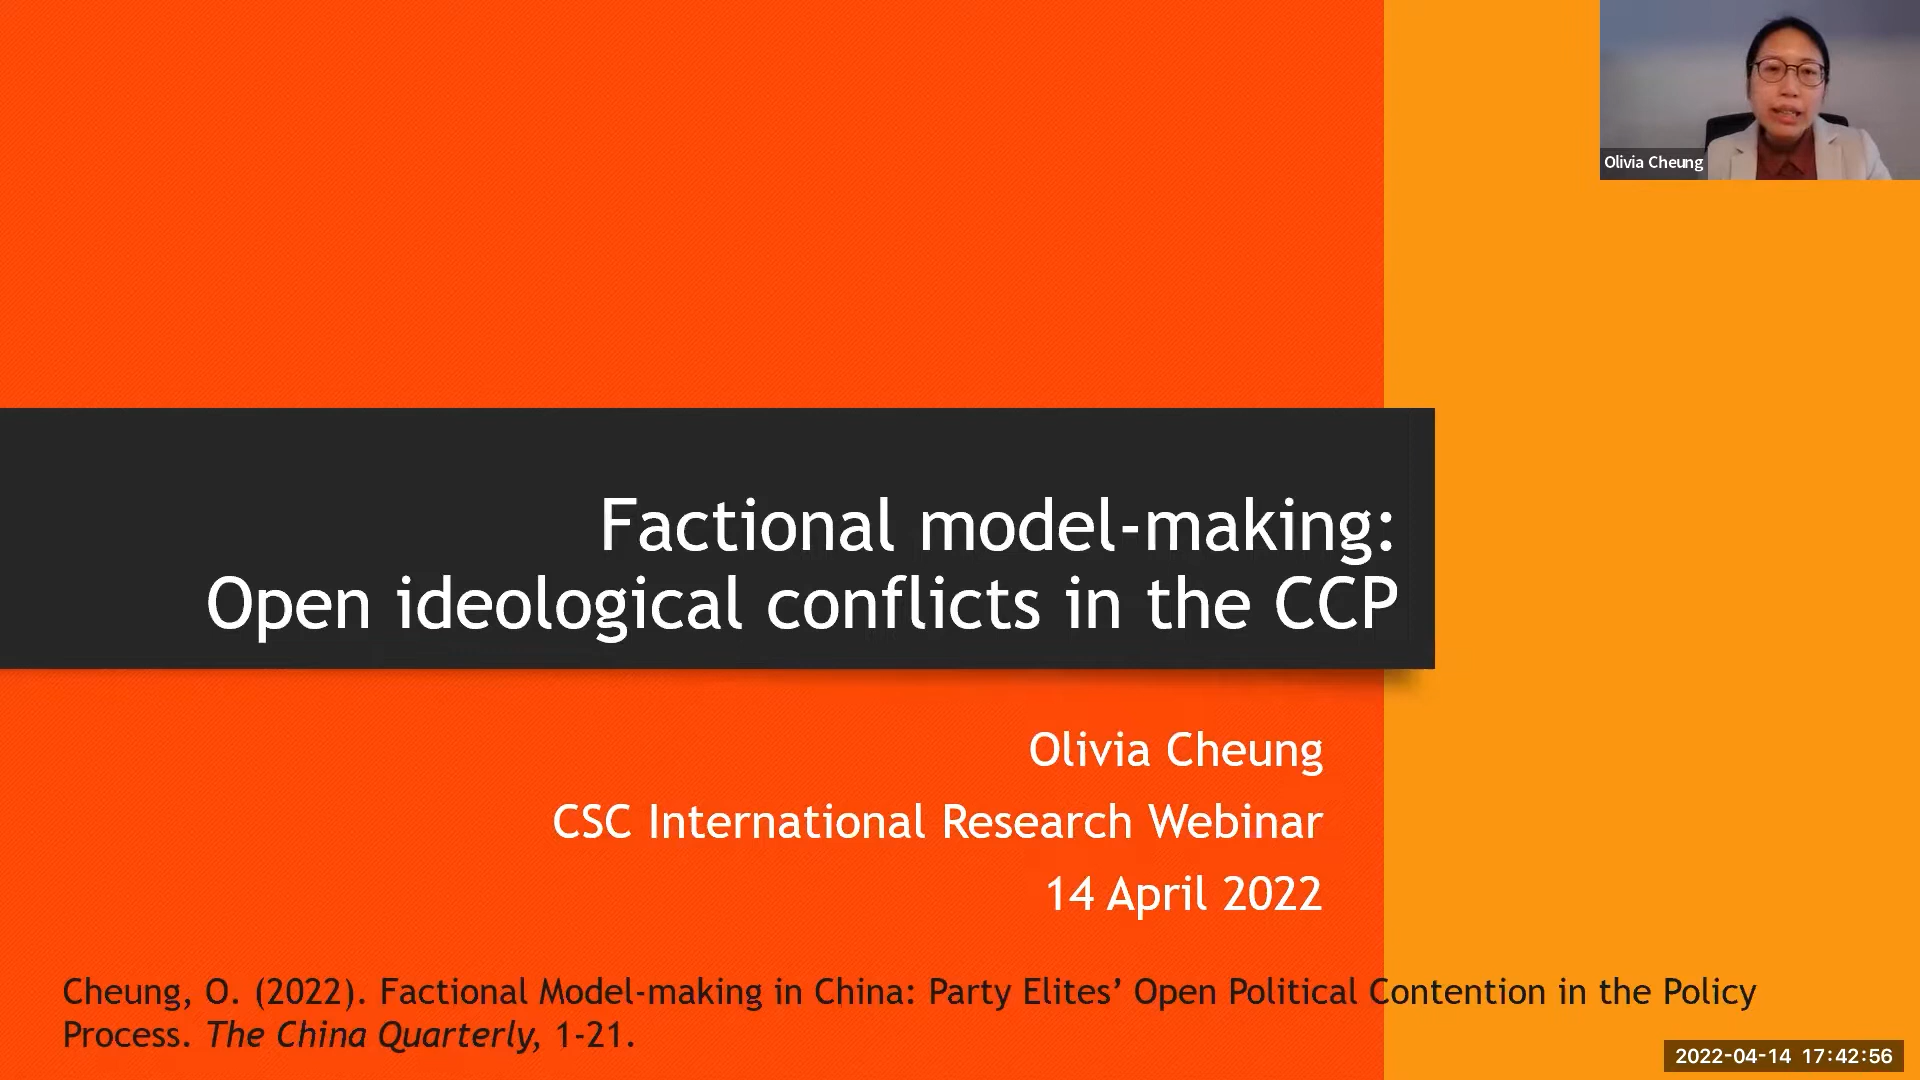 Olivia Cheung
Factional model-making:
Open ideological conflicts in the CCP
Olivia Cheung
CSC International Research Webinar
14 April 2022
Cheung, O. (2022). Factional Model-making in China: Party Elites’ Open Political Contention in the Policy
Process. The China Quarterly, 1-21.
2022-04-14 17:42:56